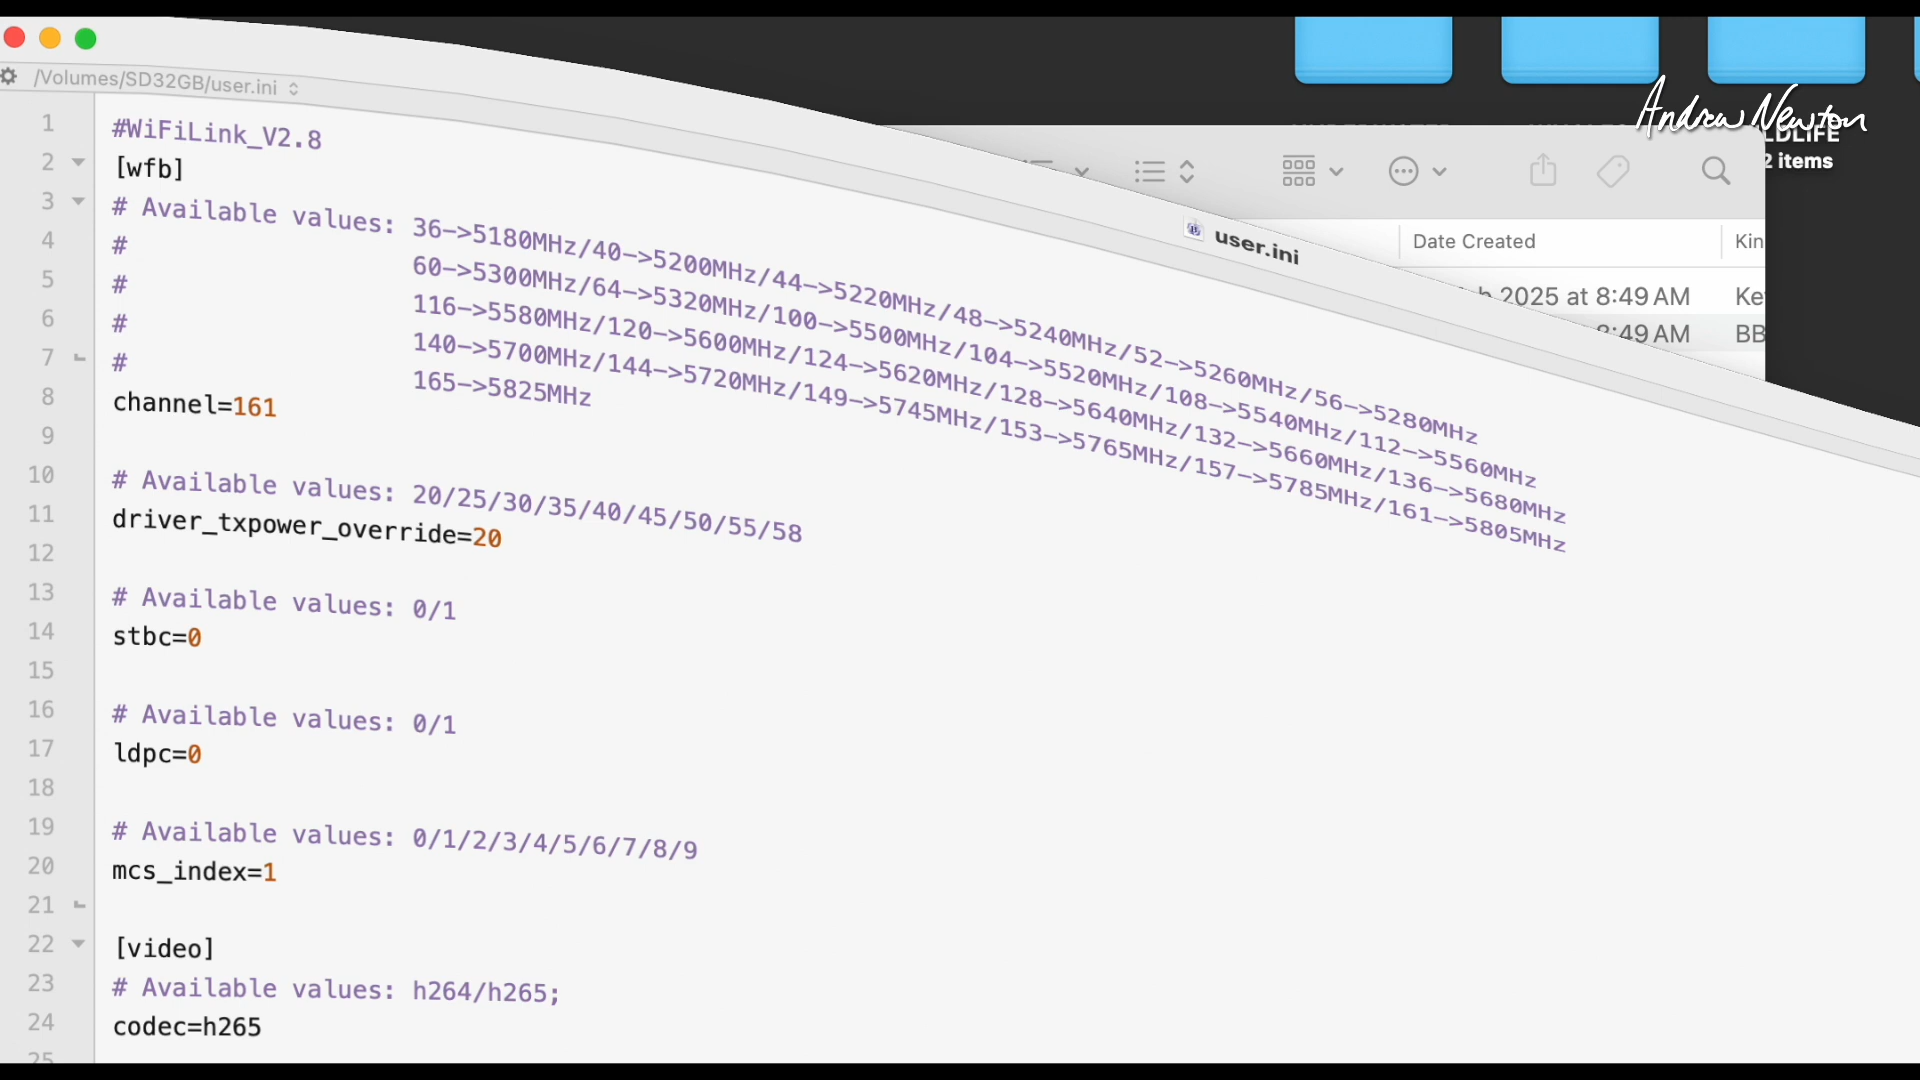 /Volumes/SD32GB/user.ini
user.ini
Andrew Newton
2 items
Date Created
2025 at 8:49 AM
8:49 AM
1 #WiFiLink_V2.8
2 [wfb]
3 # Available values: 36->5180MHz/40->5200MHz/44->5220MHz/48->5240MHz/52->5260MHz/56->5280MHz
4 # 60->5300MHz/64->5320MHz/100->5500MHz/104->5520MHz/108->5540MHz/112->5560MHz
5 # 116->5580MHz/120->5600MHz/124->5620MHz/128->5640MHz/132->5660MHz/136->5680MHz
6 # 140->5700MHz/144->5720MHz/149->5745MHz/153->5765MHz/157->5785MHz/161->5805MHz
7 # 165->5825MHz
8 channel=161
9
10 # Available values: 20/25/30/35/40/45/50/55/58
11 driver_txpower_override=20
12
13 # Available values: 0/1
14 stbc=0
15
16 # Available values: 0/1
17 ldpc=0
18
19 # Available values: 0/1/2/3/4/5/6/7/8/9
20 mcs_index=1
21
22 [video]
23 # Available values: h264/h265;
24 codec=h265
25